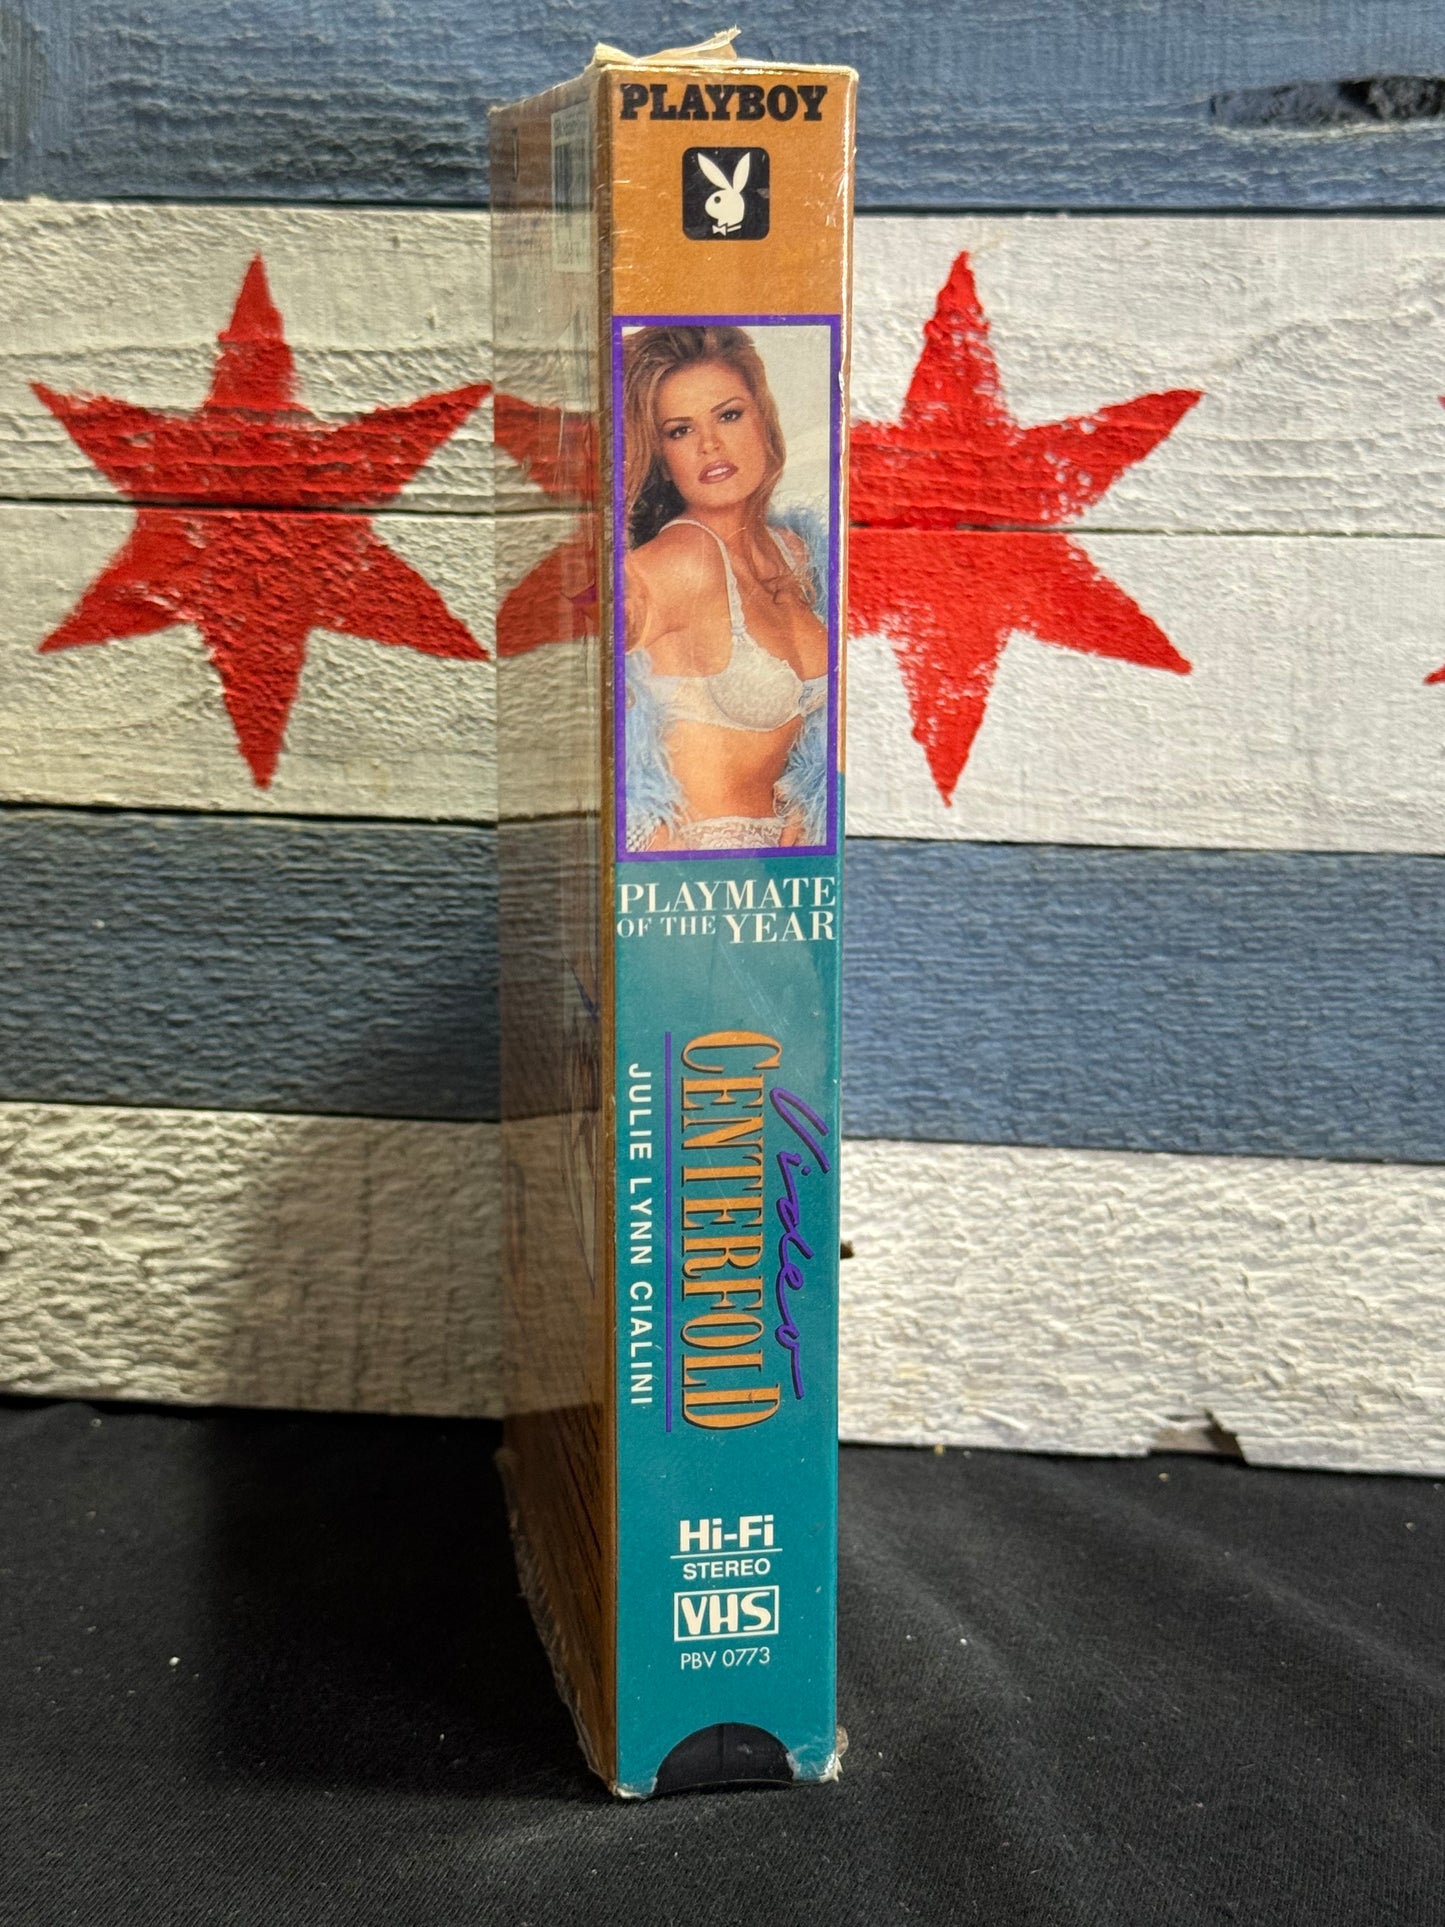 PLAYBOY
PLAYMATE
OF THE YEAR
Video
CENTERFOLD
JULIE LYNN CIALINI
Hi-Fi
STEREO
VHS
PBV 0773